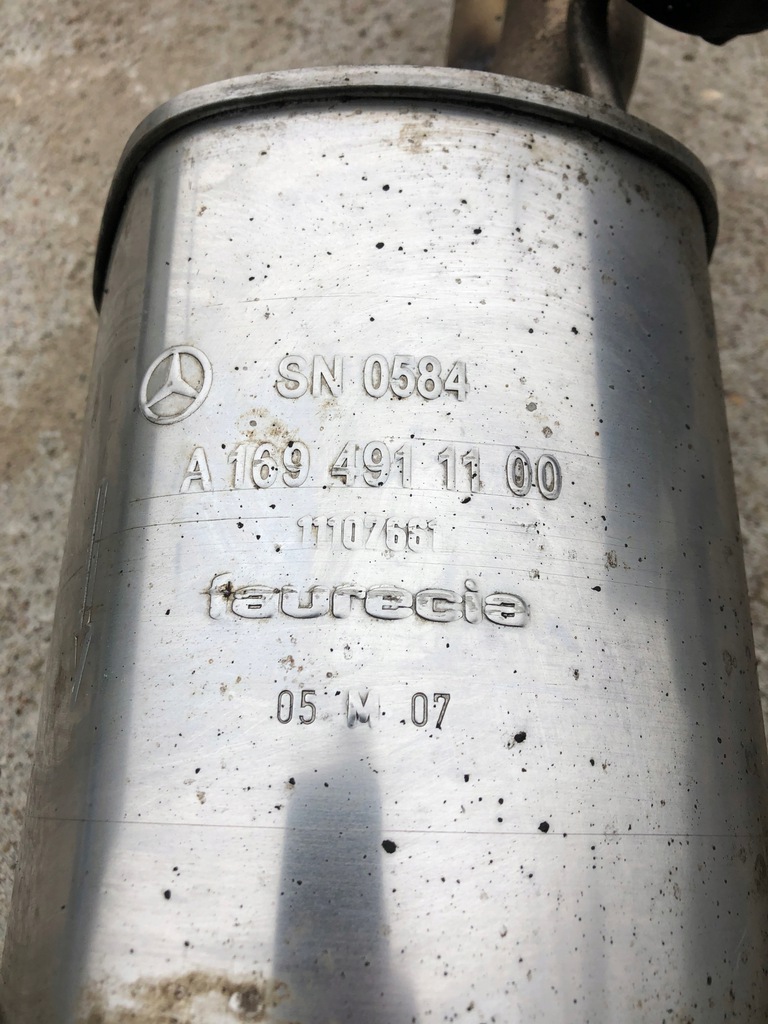 SN 0584
A 169 491 11 00
1107661
faurecia
05 M 07